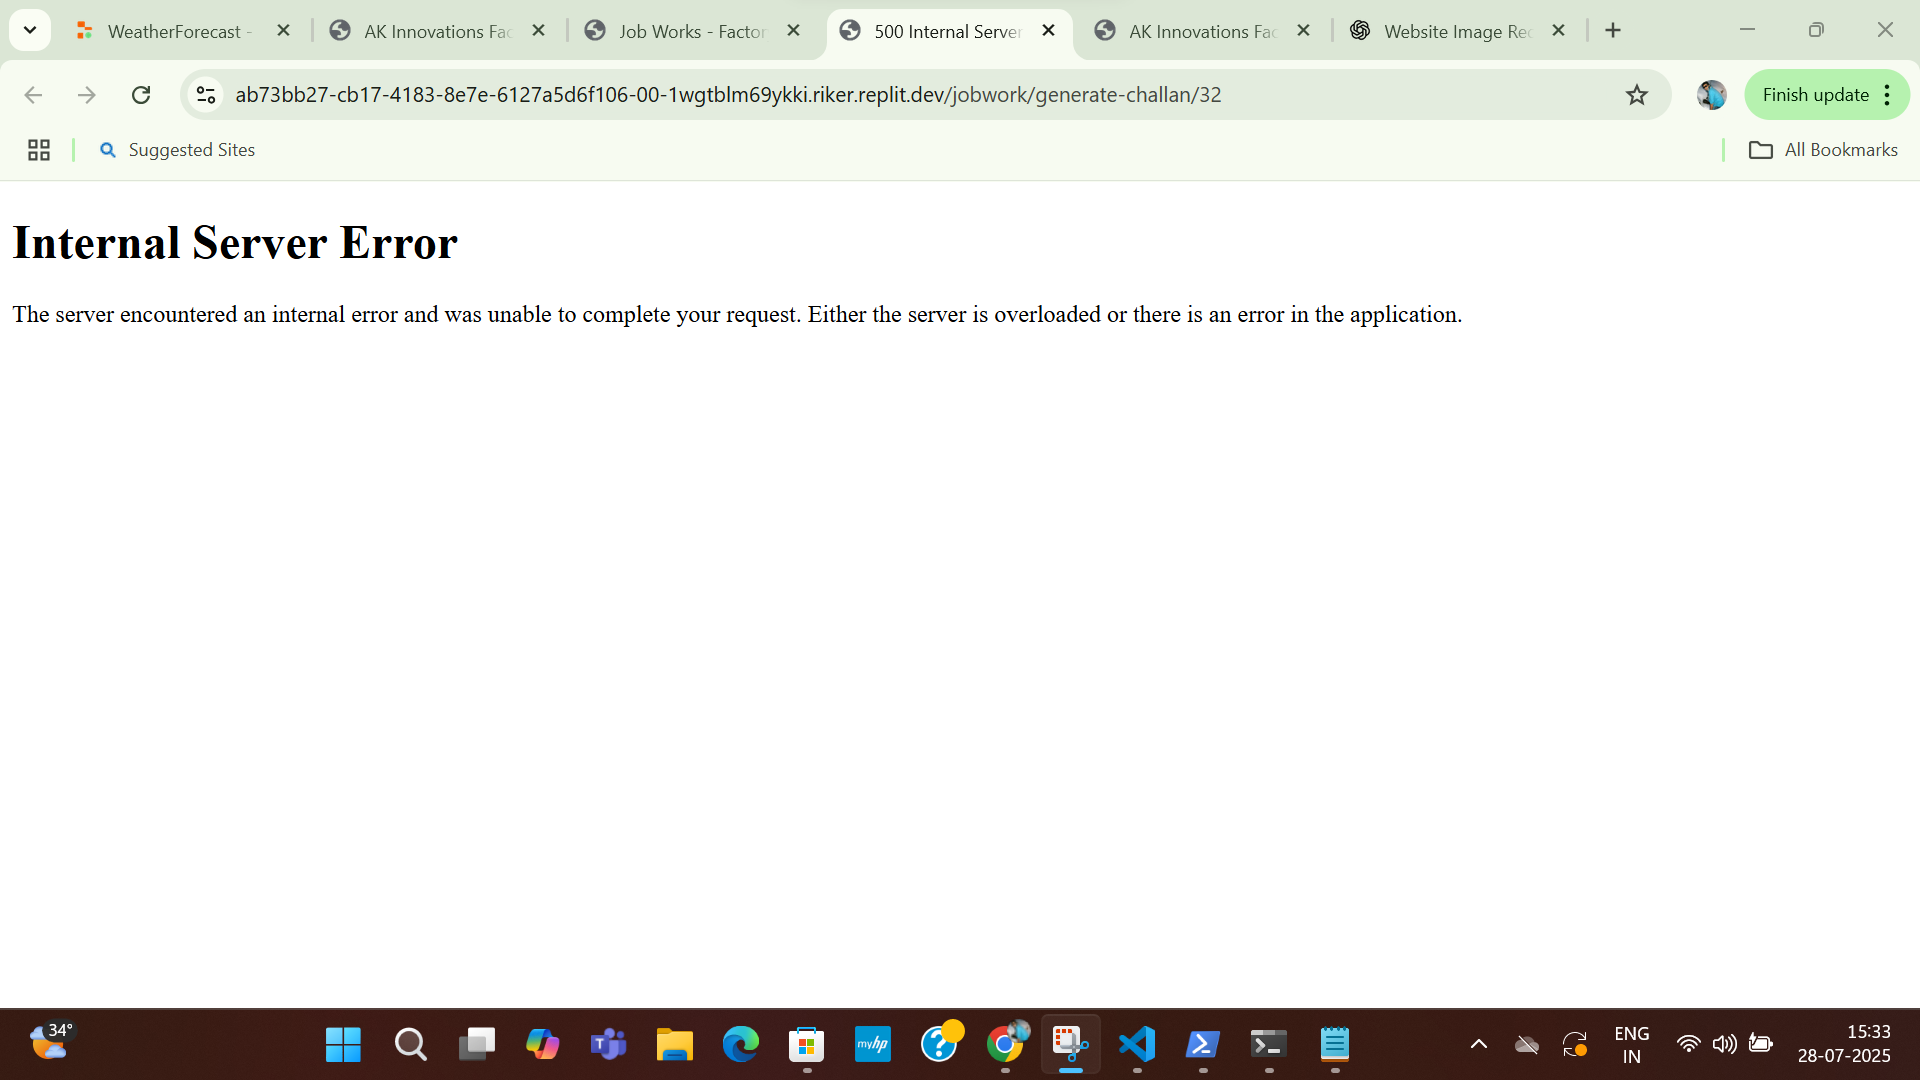 WeatherForecast -
AK Innovations Fac
Job Works - Factor
500 Internal Server
AK Innovations Fac
Website Image Rec
ab73bb27-cb17-4183-8e7e-6127a5d6f106-00-1wgtblm69ykki.riker.replit.dev/jobwork/generate-challan/32
Finish update
Suggested Sites
All Bookmarks
Internal Server Error
The server encountered an internal error and was unable to complete your request. Either the server is overloaded or there is an error in the application.
34°
myhp
ENG
IN
15:33
28-07-2025